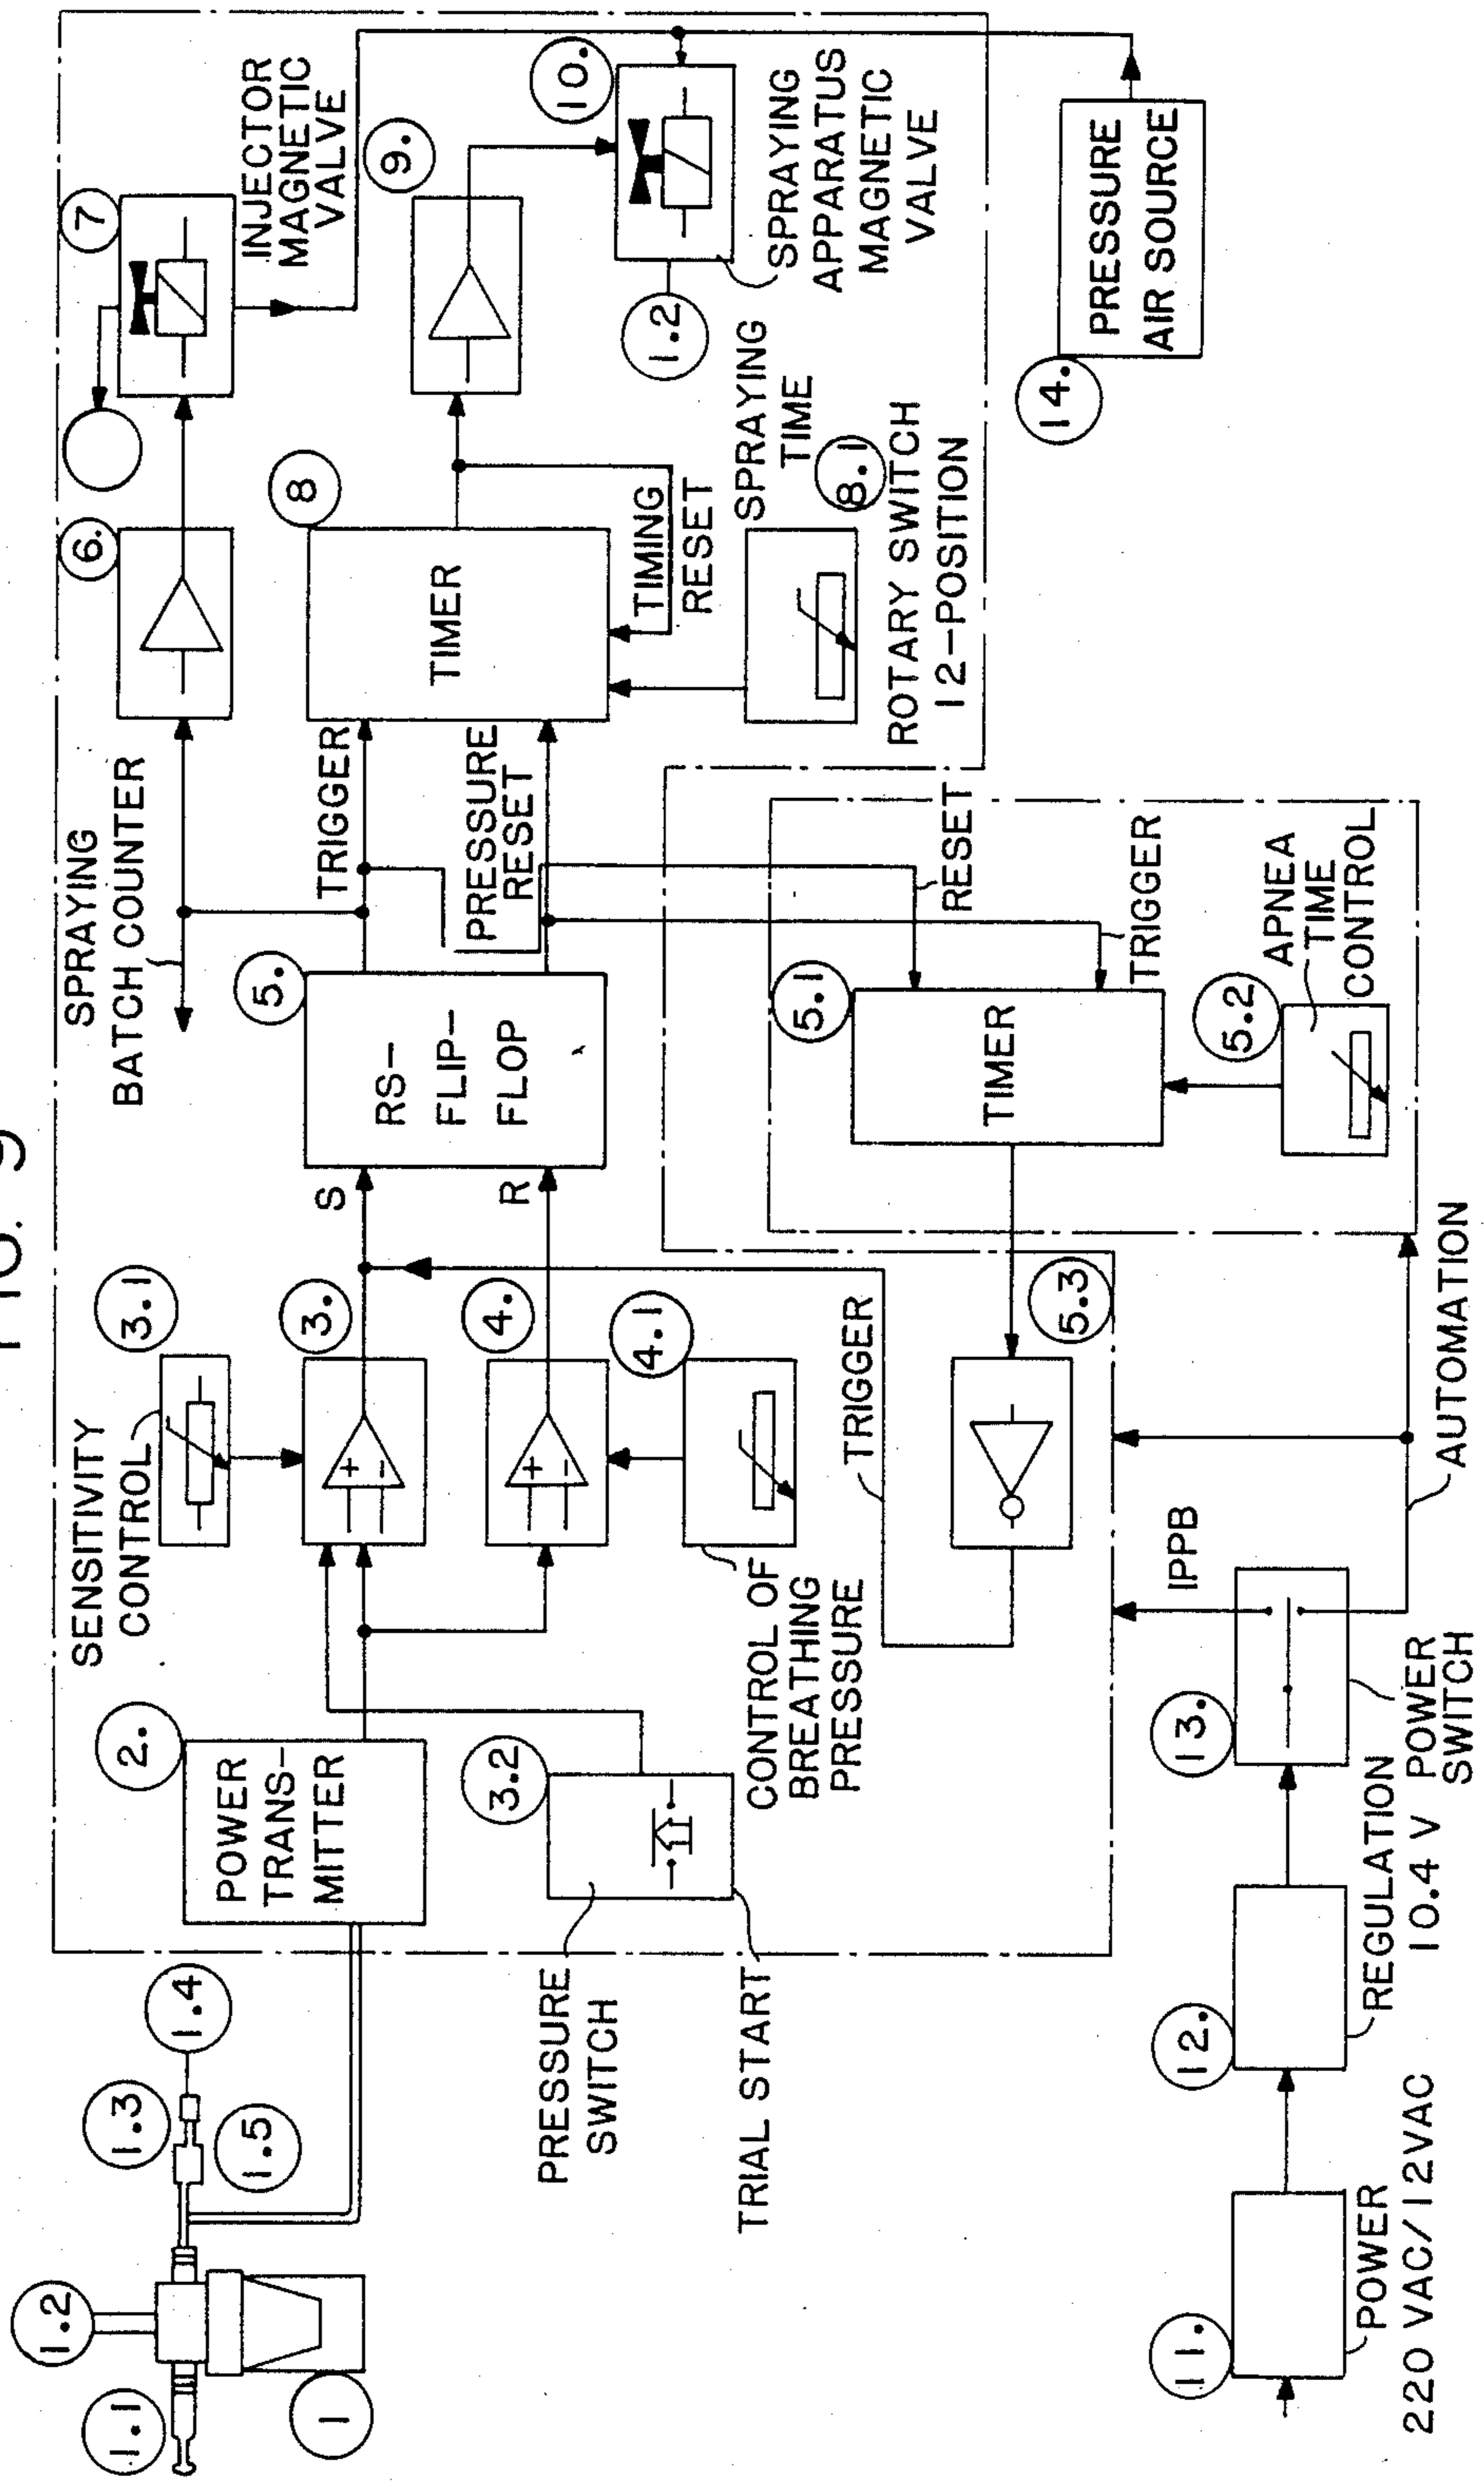 FIG. 9
1.1
1.2
1
1.3
1.4
1.5
2.
POWER
TRANS-
MITTER
SENSITIVITY
CONTROL
3.1
3.
+
−
4.
+
−
4.1
CONTROL OF
BREATHING
PRESSURE
3.2
PRESSURE
SWITCH
TRIAL START
S
R
5.
RS-
FLIP-
FLOP
SPRAYING
BATCH COUNTER
TRIGGER
PRESSURE
RESET
6.
7
INJECTOR
MAGNETIC
VALVE
8
TIMER
TIMING
RESET
9.
10.
1.2
SPRAYING
APPARATUS
MAGNETIC
VALVE
SPRAYING
TIME
8.1
ROTARY SWITCH
12-POSITION
14.
PRESSURE
AIR SOURCE
RESET
TRIGGER
5.1
TIMER
5.2
APNEA
TIME
CONTROL
5.3
TRIGGER
11.
POWER
220 VAC/12VAC
12.
REGULATION
10.4 V
13.
POWER
SWITCH
IPPB
AUTOMATION